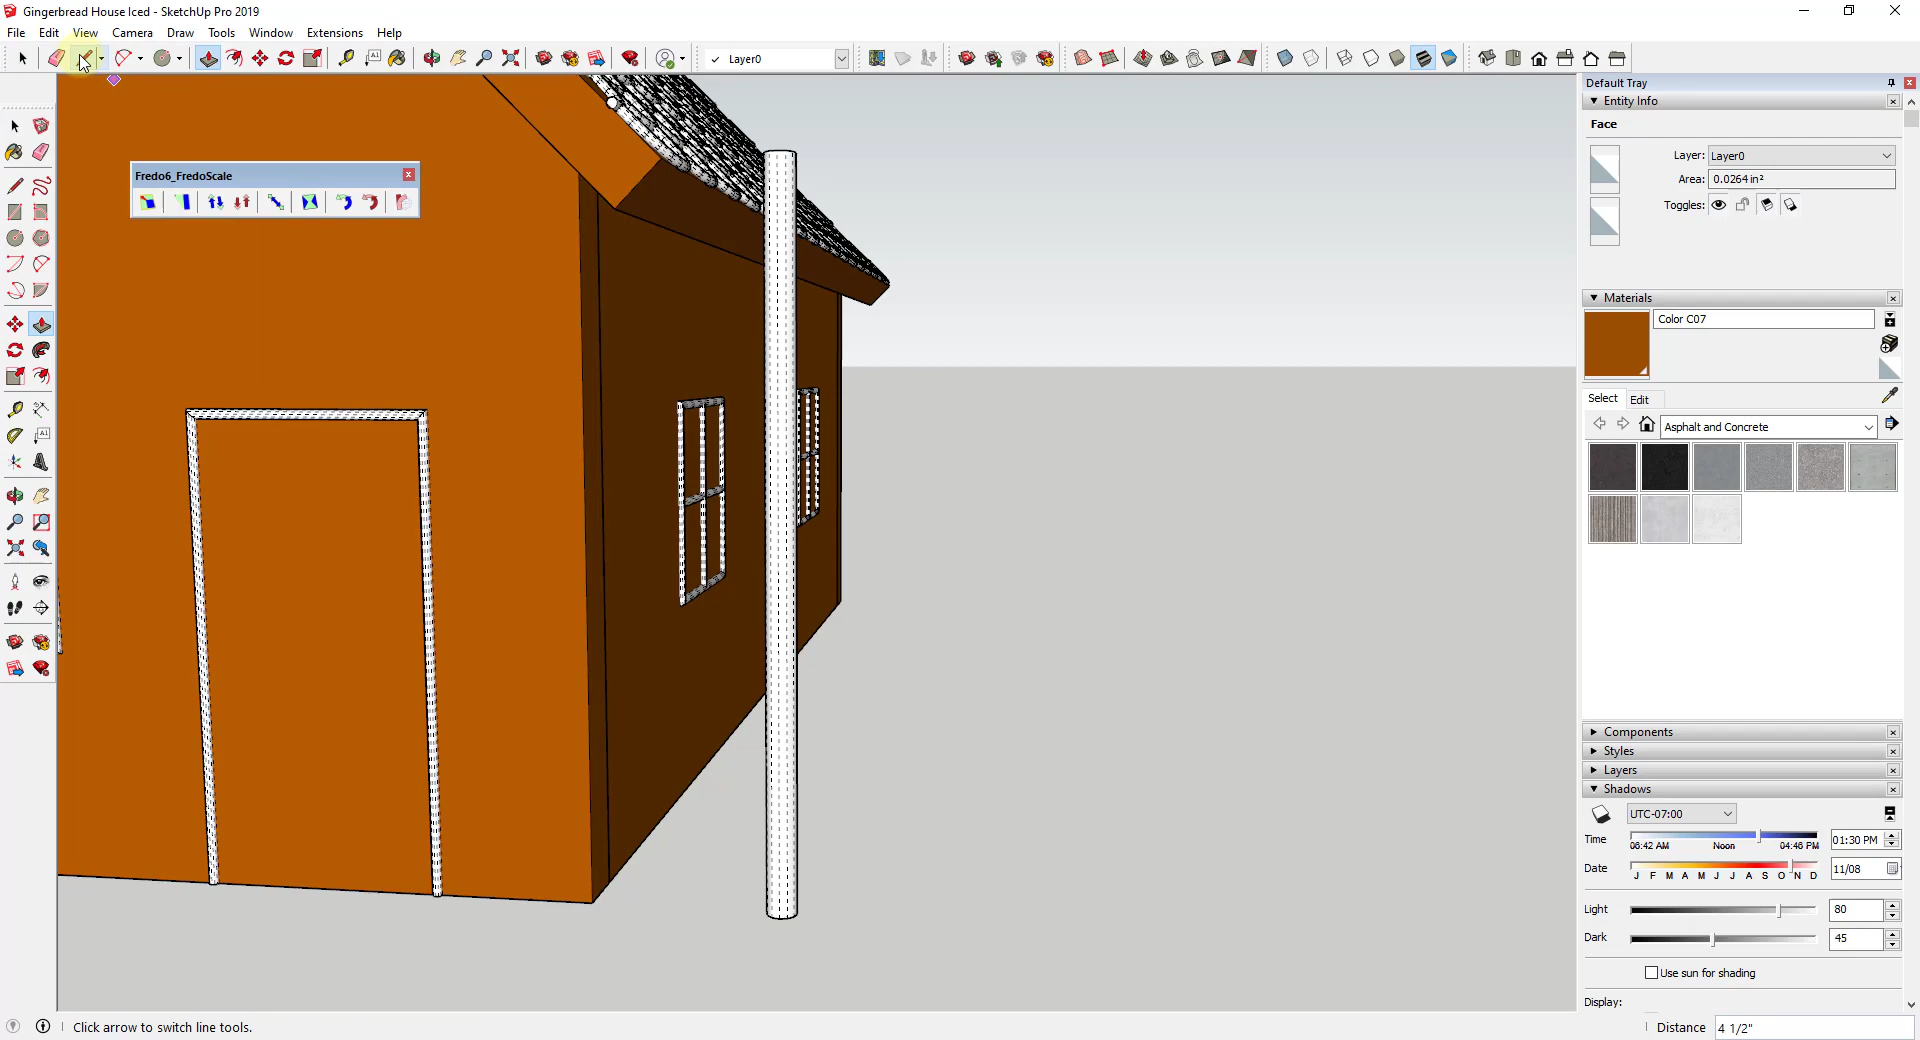 Gingerbread House Iced - SketchUp Pro 2019
File Edit View Camera Draw Tools Window Extensions Help
Layer0
Default Tray
Entity Info
Face
Layer: Layer0
Area: 0.0264 in²
Toggles:
Fredo6_FredoScale
Materials
Color C07
Select Edit
Asphalt and Concrete
Components
Styles
Layers
Shadows
UTC-07:00
Time 06:42 AM Noon 04:46 PM 01:30 PM
Date J F M A M J J A S O N D 11/08
Light 80
Dark 45
Use sun for shading
Display:
Click arrow to switch line tools.
Distance 4 1/2"